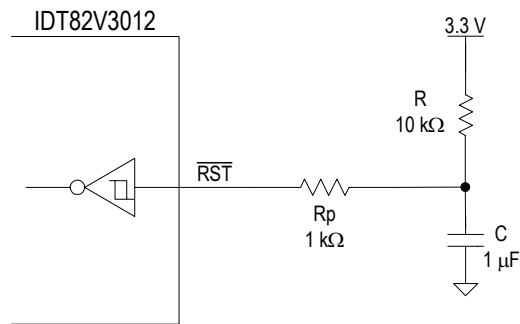 IDT82V3012
3.3 V
R
10 kΩ
RST
Rp
1 kΩ
C
1 μF